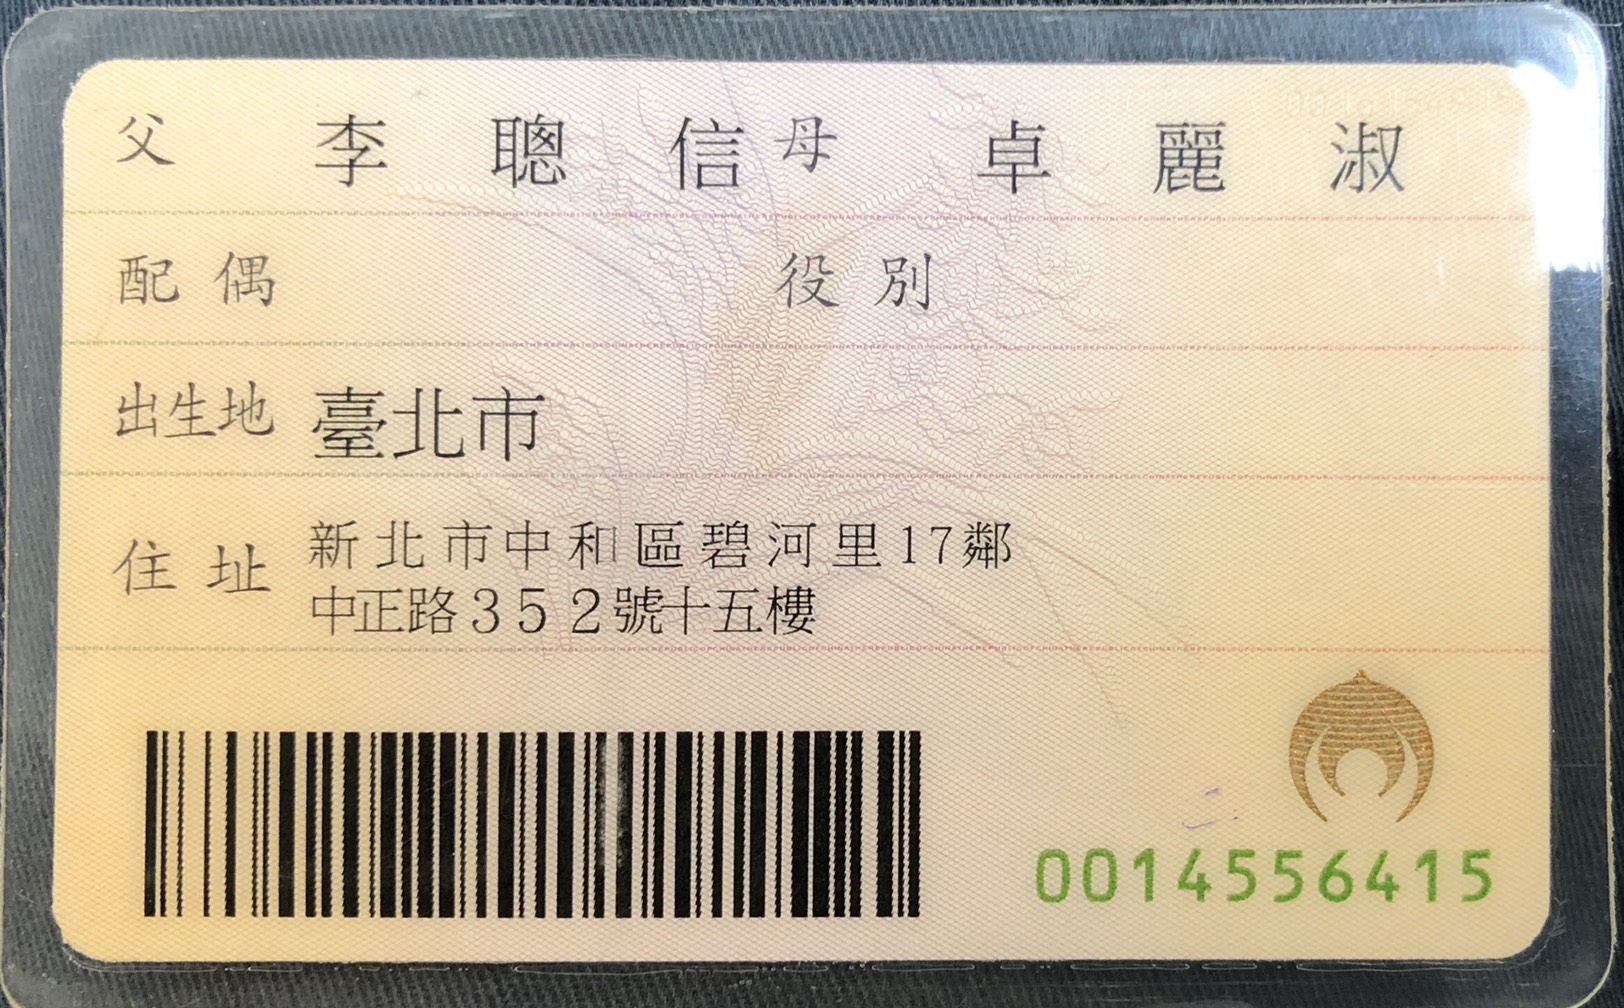 父 李聰信 母 卓麗淑
配偶 役別
出生地 臺北市
住址 新北市中和區碧河里17鄰
中正路352號十五樓
0014556415